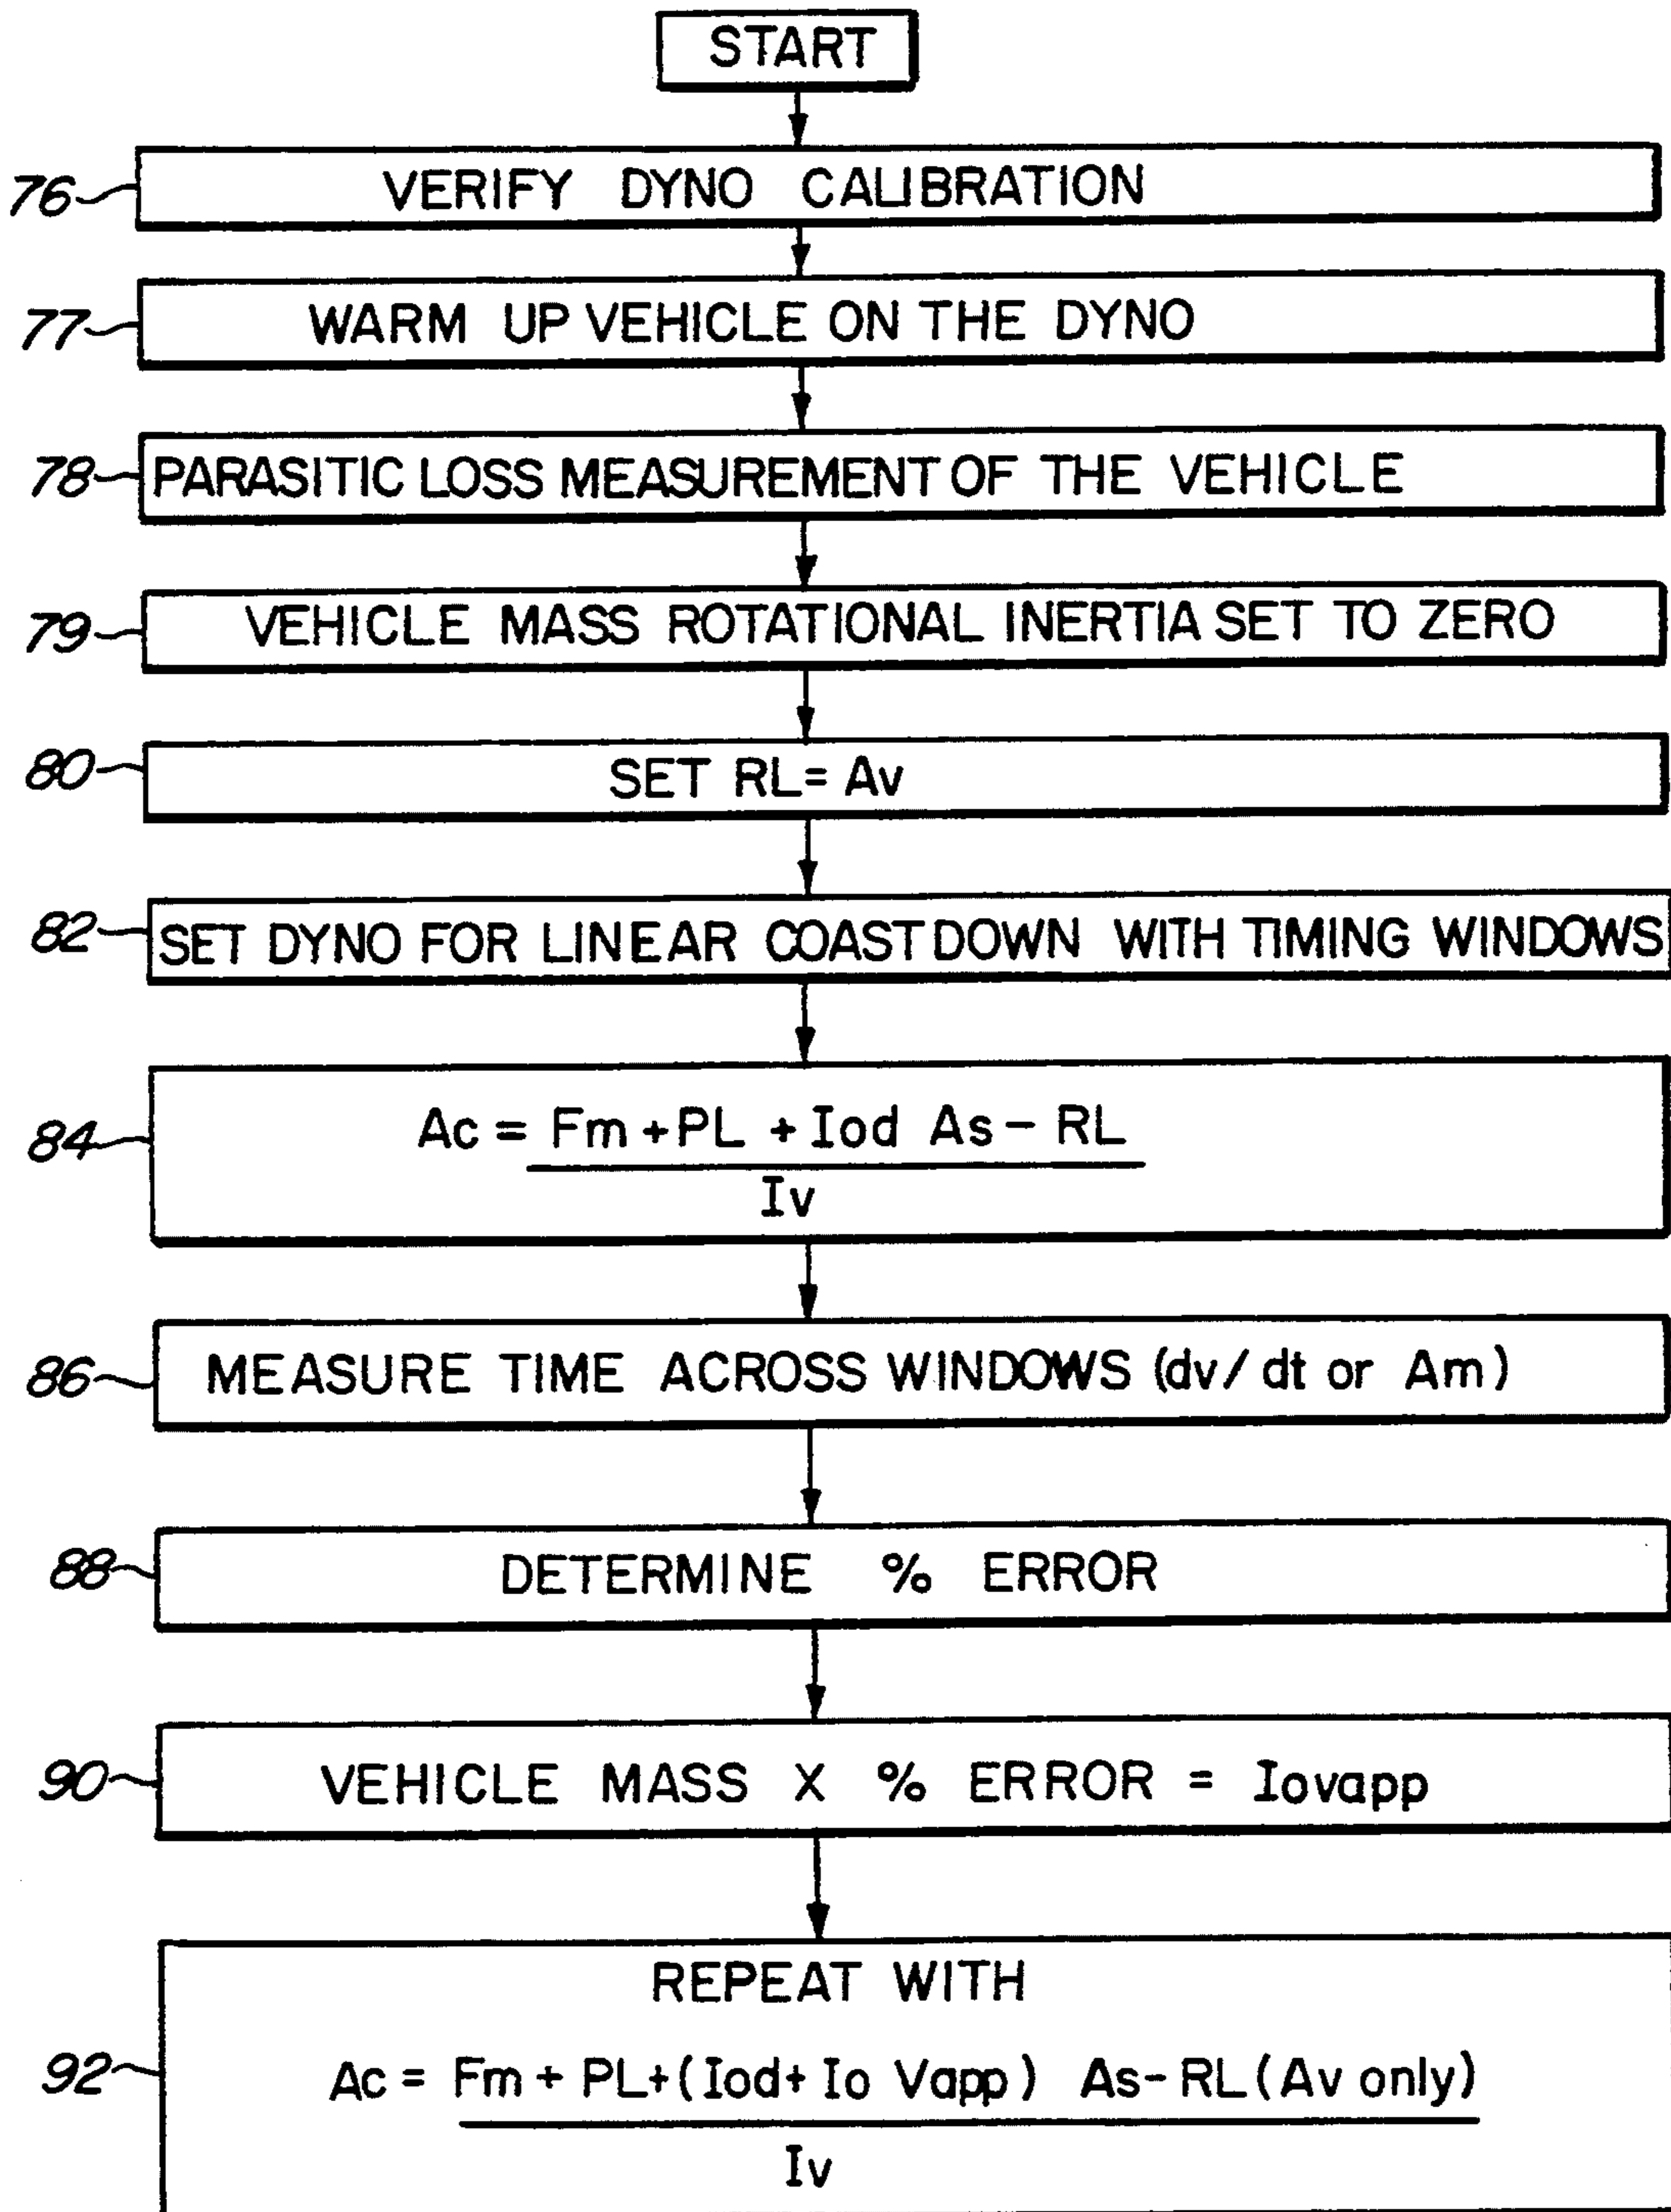 START
76 VERIFY DYNO CALIBRATION
77 WARM UP VEHICLE ON THE DYNO
78 PARASITIC LOSS MEASUREMENT OF THE VEHICLE
79 VEHICLE MASS ROTATIONAL INERTIA SET TO ZERO
80 SET RL= Av
82 SET DYNO FOR LINEAR COASTDOWN WITH TIMING WINDOWS
84 Ac = Fm + PL + Iod As - RL
Iv
86 MEASURE TIME ACROSS WINDOWS (dv/dt or Am)
88 DETERMINE % ERROR
90 VEHICLE MASS X % ERROR = Iovapp
REPEAT WITH
92 Ac = Fm + PL+(Iod+ Io Vapp) As- RL (Av only)
Iv